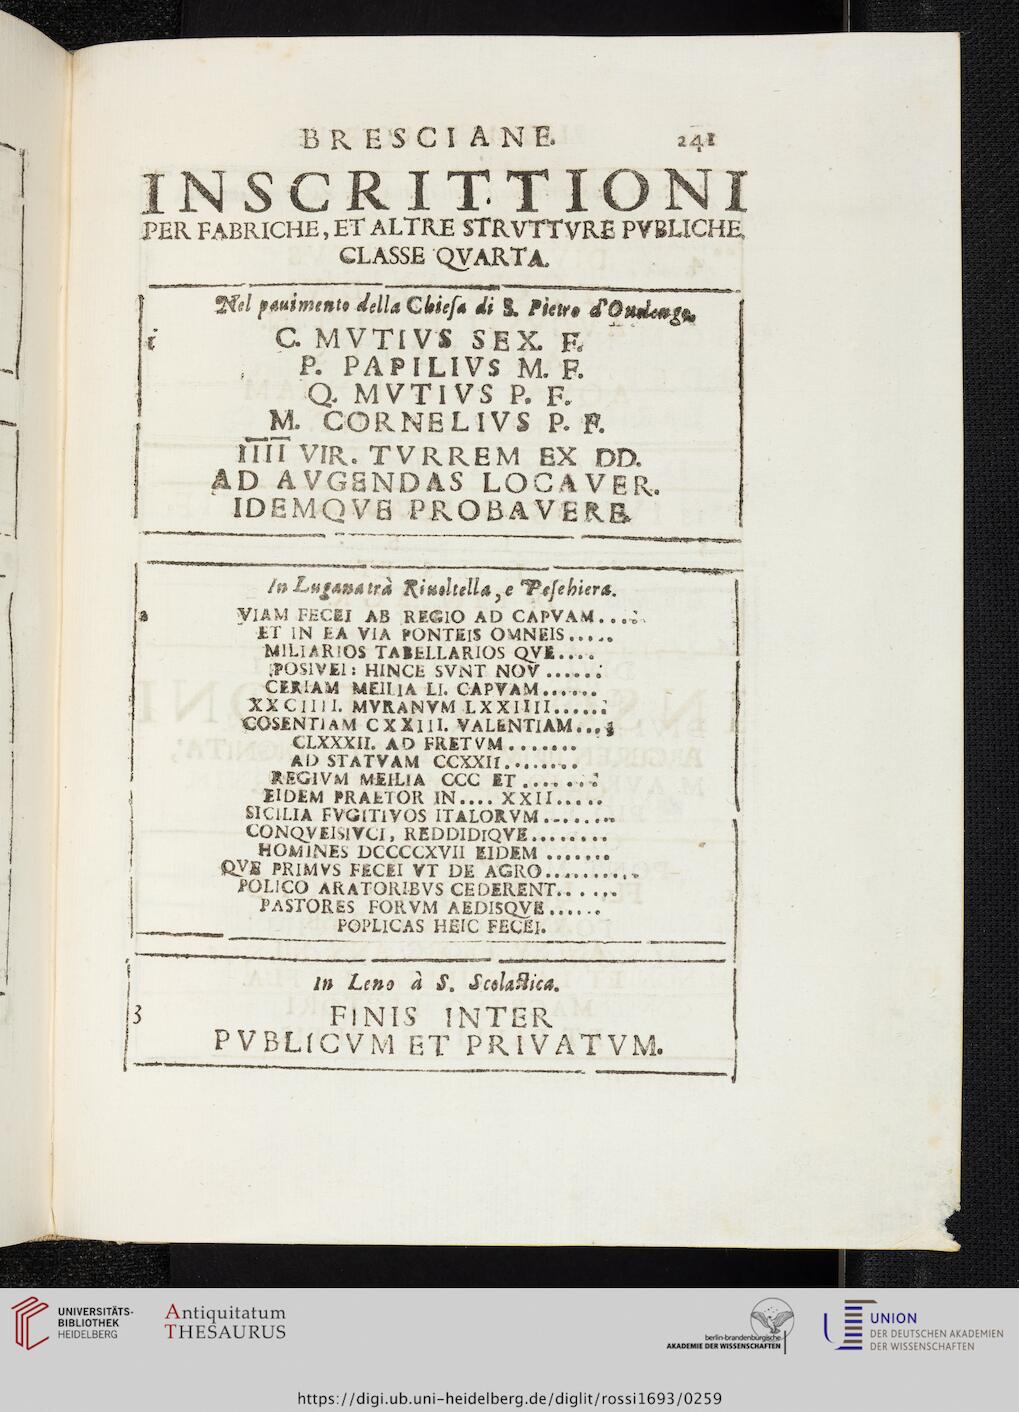 BRESCIANE. 241
INSCRITTIONI
PER FABRICHE, ET ALTRE STRVTTVRE PVBLICHE,
CLASSE QVARTA.
Nel pauimento della Chieſa di S. Pietro
1 C. MVTIVS SEX. F.
P. PAPILIVS M. F.
Q. MVTIVS P. F.
M. CORNELIVS P. F.
IIII VIR. TVRREM EX DD.
AD AVGENDAS LOCAVER.
IDEMQVE PROBAVERE
In Luganatrà Riuoltella, e Peſchiera.
2 VIAM FECEI AB REGIO AD CAPVAM.....
ET IN EA VIA PONTEIS OMNEIS.....
MILIARIOS TABELLARIOS QVE....
POSIVEI: HINCE SVNT NOV......
CERIAM MEILIA LI. CAPVAM......
XXCIIII. MVRANVM LXXIIII......
COSENTIAM CXXIII. VALENTIAM....
CLXXXII. AD FRETVM.......
AD STATVAM CCXXII........
REGIVM MEILIA CCC ET.......
EIDEM PRAETOR IN.... XXII.....
SICILIA FVGITIVOS ITALORVM.......
CONQVEISIVCI, REDDIDIQVE........
HOMINES DCCCCXVII EIDEM .......
QVE PRIMVS FECEI VT DE AGRO..........
POLICO ARATORIBVS CEDERENT......
PASTORES FORVM AEDISQVE......
POPLICAS HEIC FECEI.
In Leno à S. Scolaſtica.
3 FINIS INTER
PVBLICVM ET PRIVATVM.
UNIVERSITÄTS-
BIBLIOTHEK
HEIDELBERG
Antiquitatum
THESAURUS
berlin-brandenburgische
AKADEMIE DER WISSENSCHAFTEN
UNION
DER DEUTSCHEN AKADEMIEN
DER WISSENSCHAFTEN
https://digi.ub.uni-heidelberg.de/diglit/rossi1693/0259